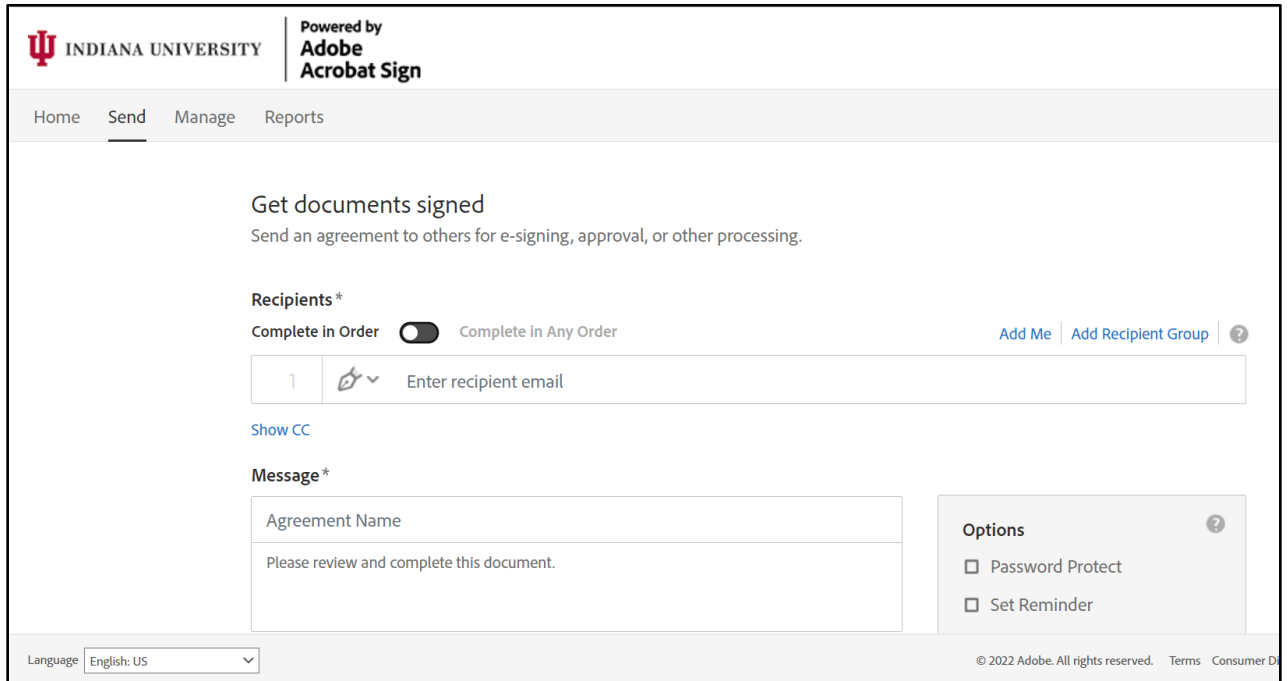 INDIANA UNIVERSITY
Powered by
Adobe
Acrobat Sign
Home Send Manage Reports
Get documents signed
Send an agreement to others for e-signing, approval, or other processing.
Recipients*
Complete in Order Complete in Any Order Add Me Add Recipient Group ?
1 Enter recipient email
Show CC
Message*
Agreement Name
Please review and complete this document.
Options ?
Password Protect
Set Reminder
Language English: US © 2022 Adobe. All rights reserved. Terms Consumer Di